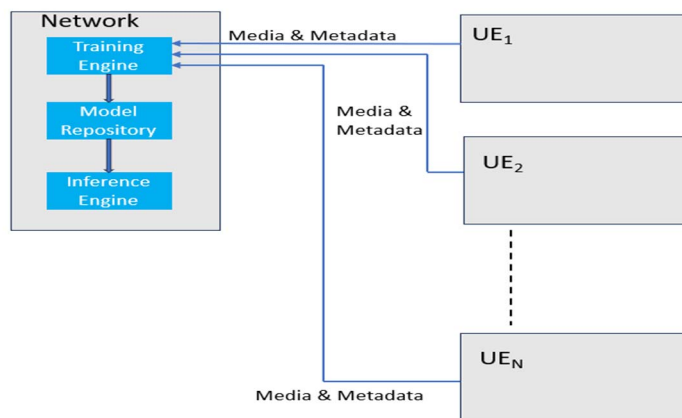 Network
Training
Engine
Model
Repository
Inference
Engine
Media & Metadata
UE₁
Media &
Metadata
UE₂
Media & Metadata
UEN